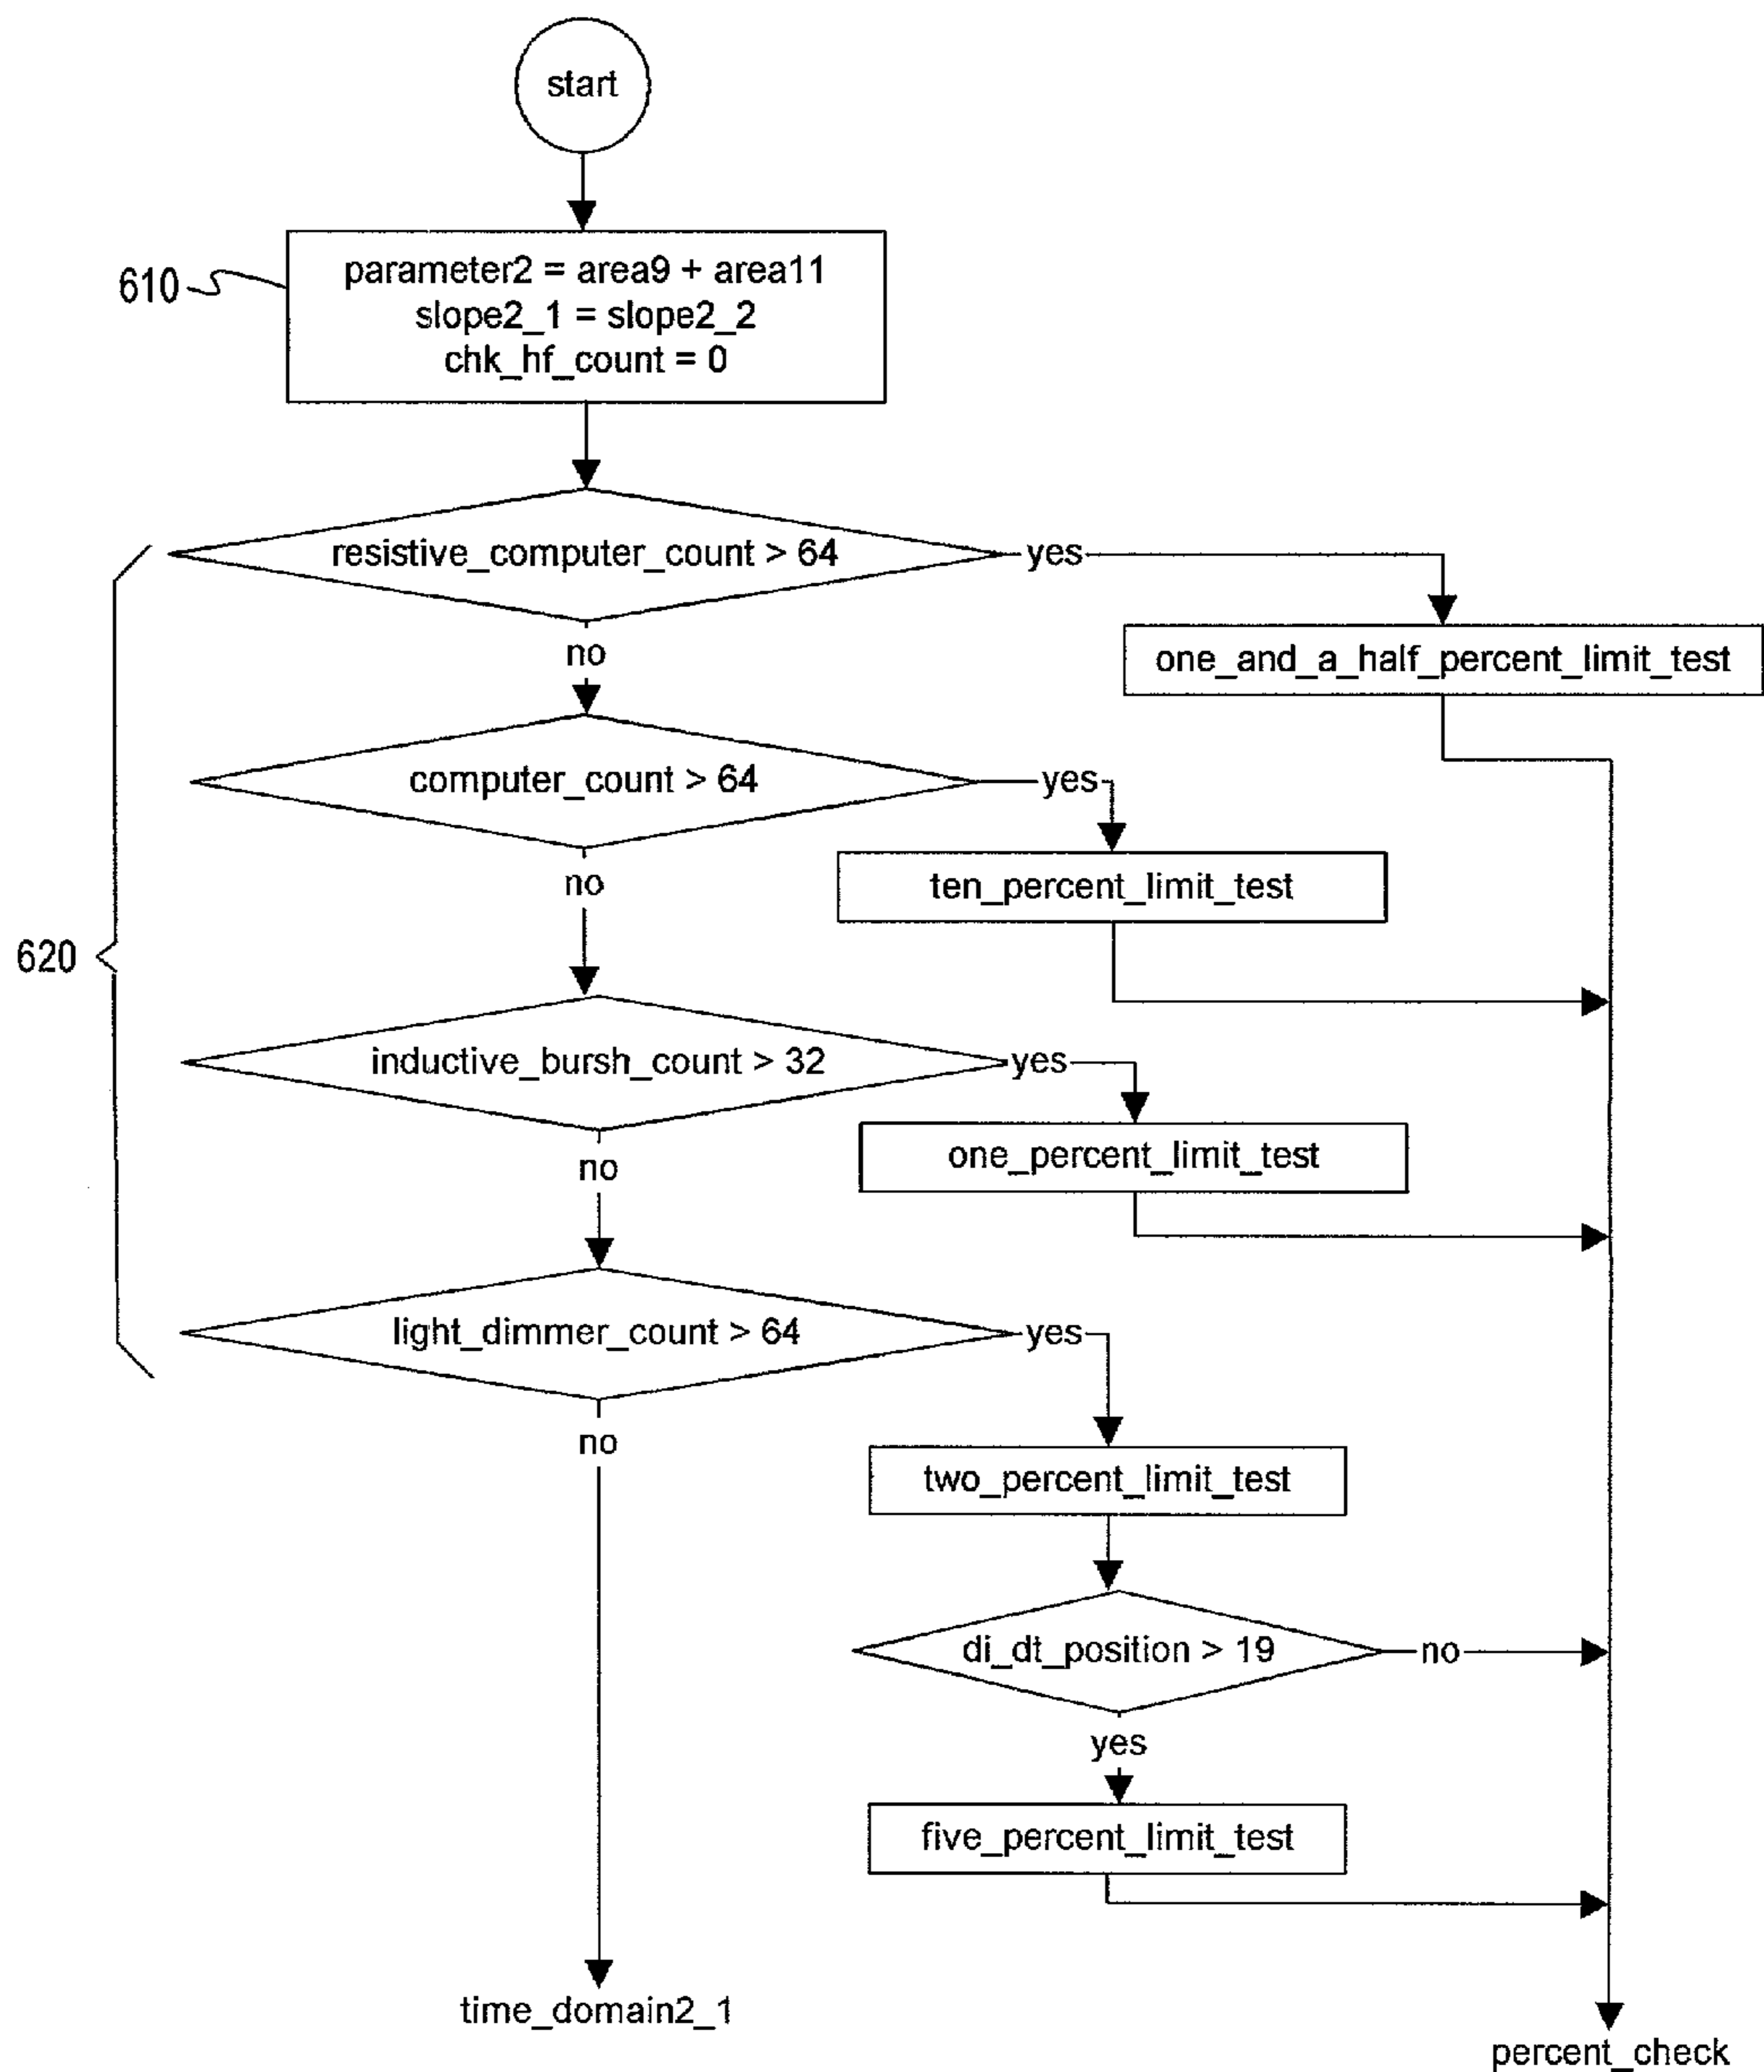 start
610
parameter2 = area9 + area11
slope2_1 = slope2_2
chk_hf_count = 0
resistive_computer_count > 64
yes
no
one_and_a_half_percent_limit_test
computer_count > 64
yes
no
ten_percent_limit_test
620
inductive_bursh_count > 32
yes
no
one_percent_limit_test
light_dimmer_count > 64
yes
no
two_percent_limit_test
di_dt_position > 19
no
yes
five_percent_limit_test
time_domain2_1
percent_check